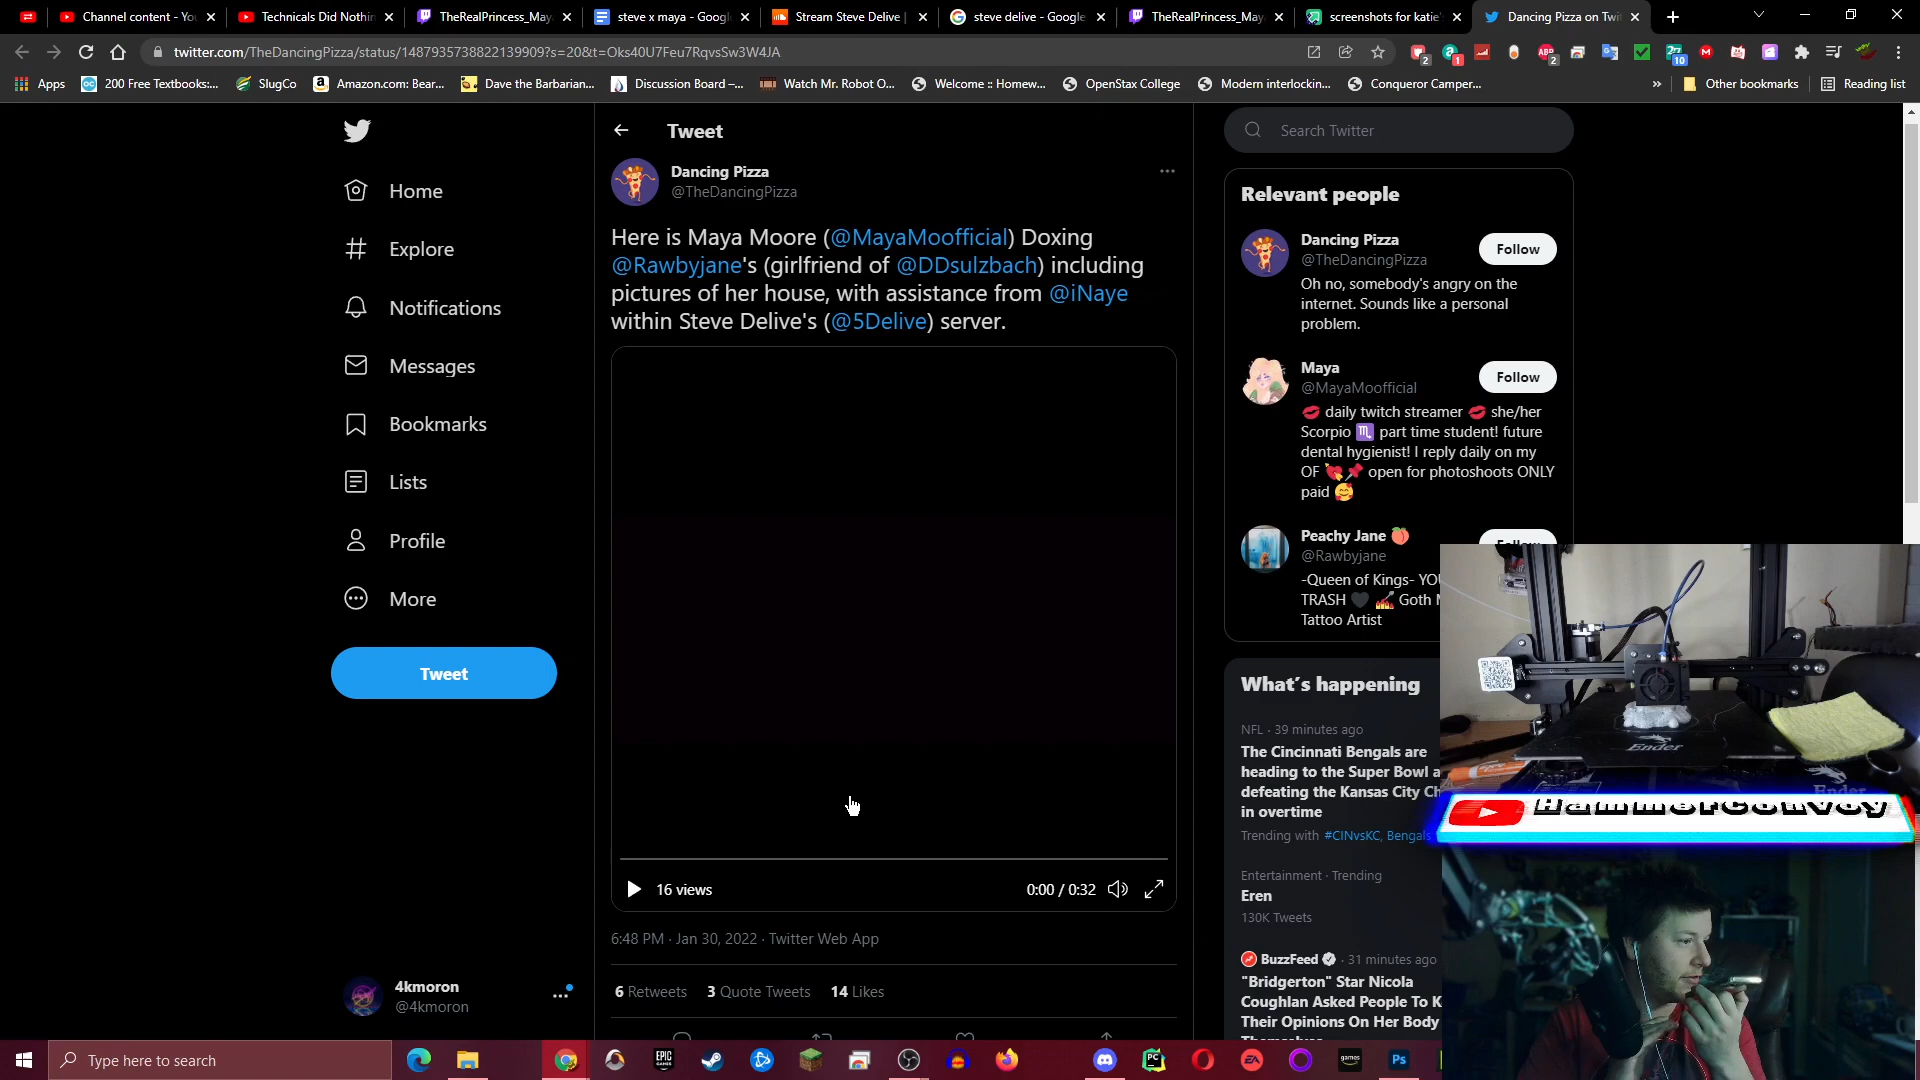 Channel content - You
Technicals Did Nothin
TheRealPrincess_May
steve x maya - Googl
Stream Steve Delive |
steve delive - Google
TheRealPrincess_May
screenshots for katie's
Dancing Pizza on Twit
twitter.com/TheDancingPizza/status/1487935738822139909?s=20&t=Oks40U7Feu7RqvsSw3W4JA
Apps
200 Free Textbooks:...
SlugCo
Amazon.com: Bear...
Dave the Barbarian...
Discussion Board –...
Watch Mr. Robot O...
Welcome :: Homew...
OpenStax College
Modern interlockin...
Conqueror Camper...
Other bookmarks
Reading list
Home
Explore
Notifications
Messages
Bookmarks
Lists
Profile
More
Tweet
4kmoron
@4kmoron
Tweet
Dancing Pizza
@TheDancingPizza
Here is Maya Moore (@MayaMoofficial) Doxing
@Rawbyjane's (girlfriend of @DDsulzbach) including
pictures of her house, with assistance from @iNaye
within Steve Delive's (@5Delive) server.
16 views
0:00 / 0:32
6:48 PM · Jan 30, 2022 · Twitter Web App
6 Retweets 3 Quote Tweets 14 Likes
Search Twitter
Relevant people
Dancing Pizza
@TheDancingPizza
Follow
Oh no, somebody's angry on the
internet. Sounds like a personal
problem.
Maya
@MayaMoofficial
Follow
daily twitch streamer 💋 she/her
Scorpio ♏ part time student! future
dental hygienist! I reply daily on my
OF 💘📌 open for photoshoots ONLY
paid 🥰
Peachy Jane 🍑
@Rawbyjane
-Queen of Kings- YOU
TRASH 🖤 💅 Goth
Tattoo Artist
What's happening
NFL · 39 minutes ago
The Cincinnati Bengals are
heading to the Super Bowl a
defeating the Kansas City Ch
in overtime
Trending with #CINvsKC, Bengals
Entertainment · Trending
Eren
130K Tweets
BuzzFeed · 31 minutes ago
"Bridgerton" Star Nicola
Coughlan Asked People To K
Their Opinions On Her Body
Ender
HammerConvoy
Type here to search